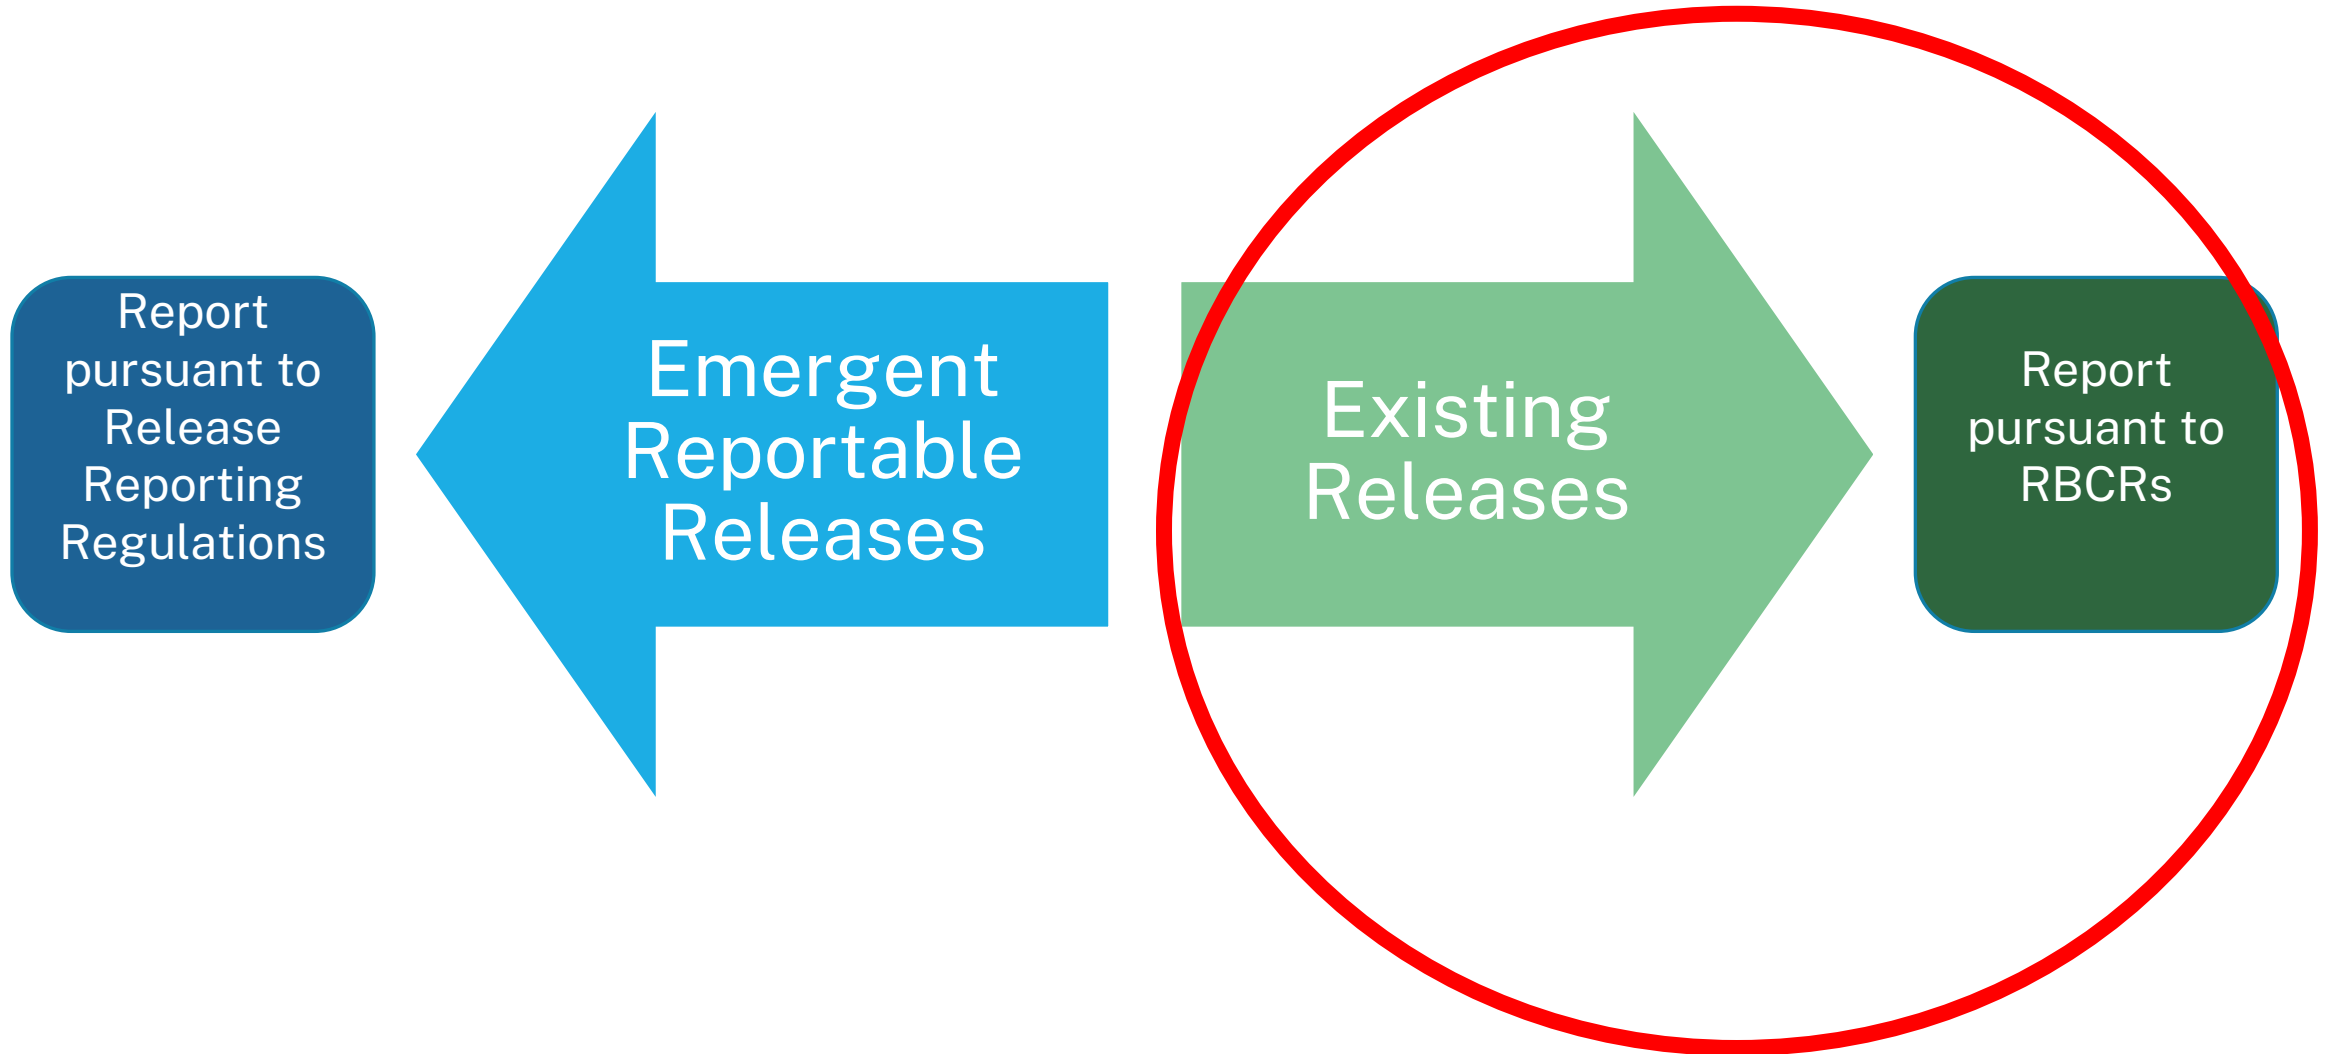 Report
pursuant to
Release
Reporting
Regulations
Emergent
Reportable
Releases
Existing
Releases
Report
pursuant to
RBCRs